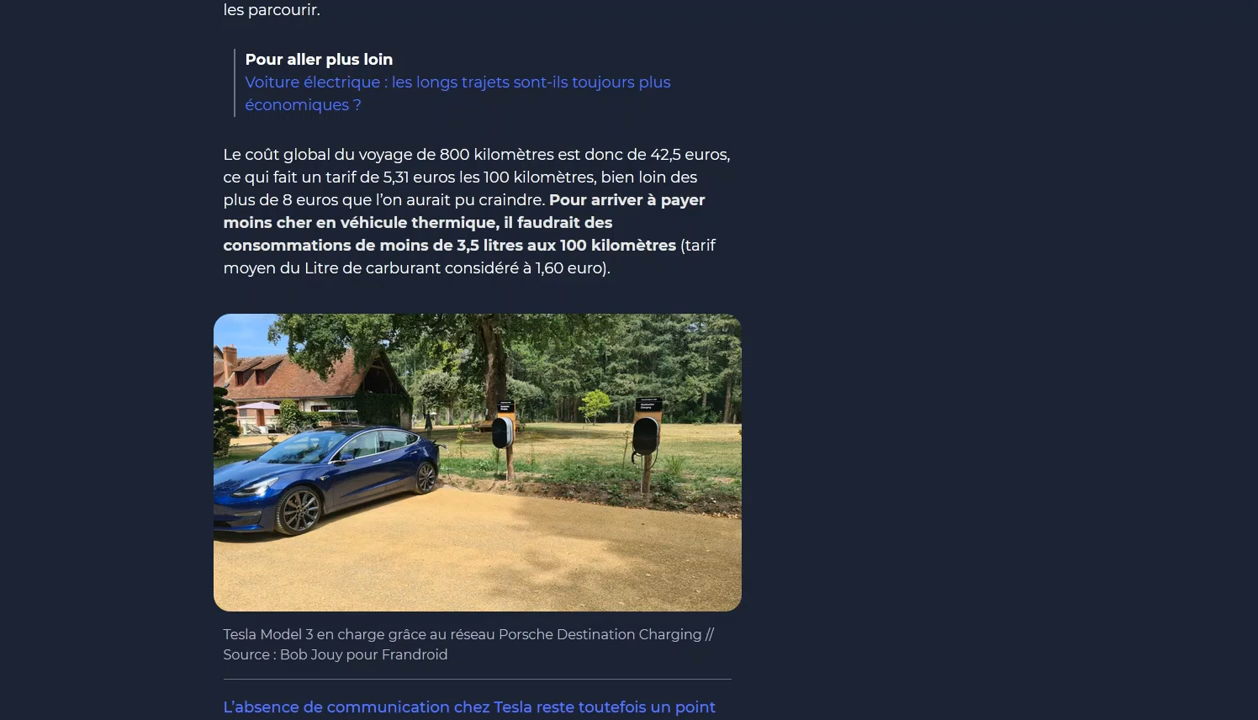 les parcourir.
Pour aller plus loin
Voiture électrique : les longs trajets sont-ils toujours plus
économiques ?
Le coût global du voyage de 800 kilomètres est donc de 42,5 euros,
ce qui fait un tarif de 5,31 euros les 100 kilomètres, bien loin des
plus de 8 euros que l’on aurait pu craindre. Pour arriver à payer
moins cher en véhicule thermique, il faudrait des
consommations de moins de 3,5 litres aux 100 kilomètres (tarif
moyen du Litre de carburant considéré à 1,60 euro).
Tesla Model 3 en charge grâce au réseau Porsche Destination Charging //
Source : Bob Jouy pour Frandroid
L’absence de communication chez Tesla reste toutefois un point